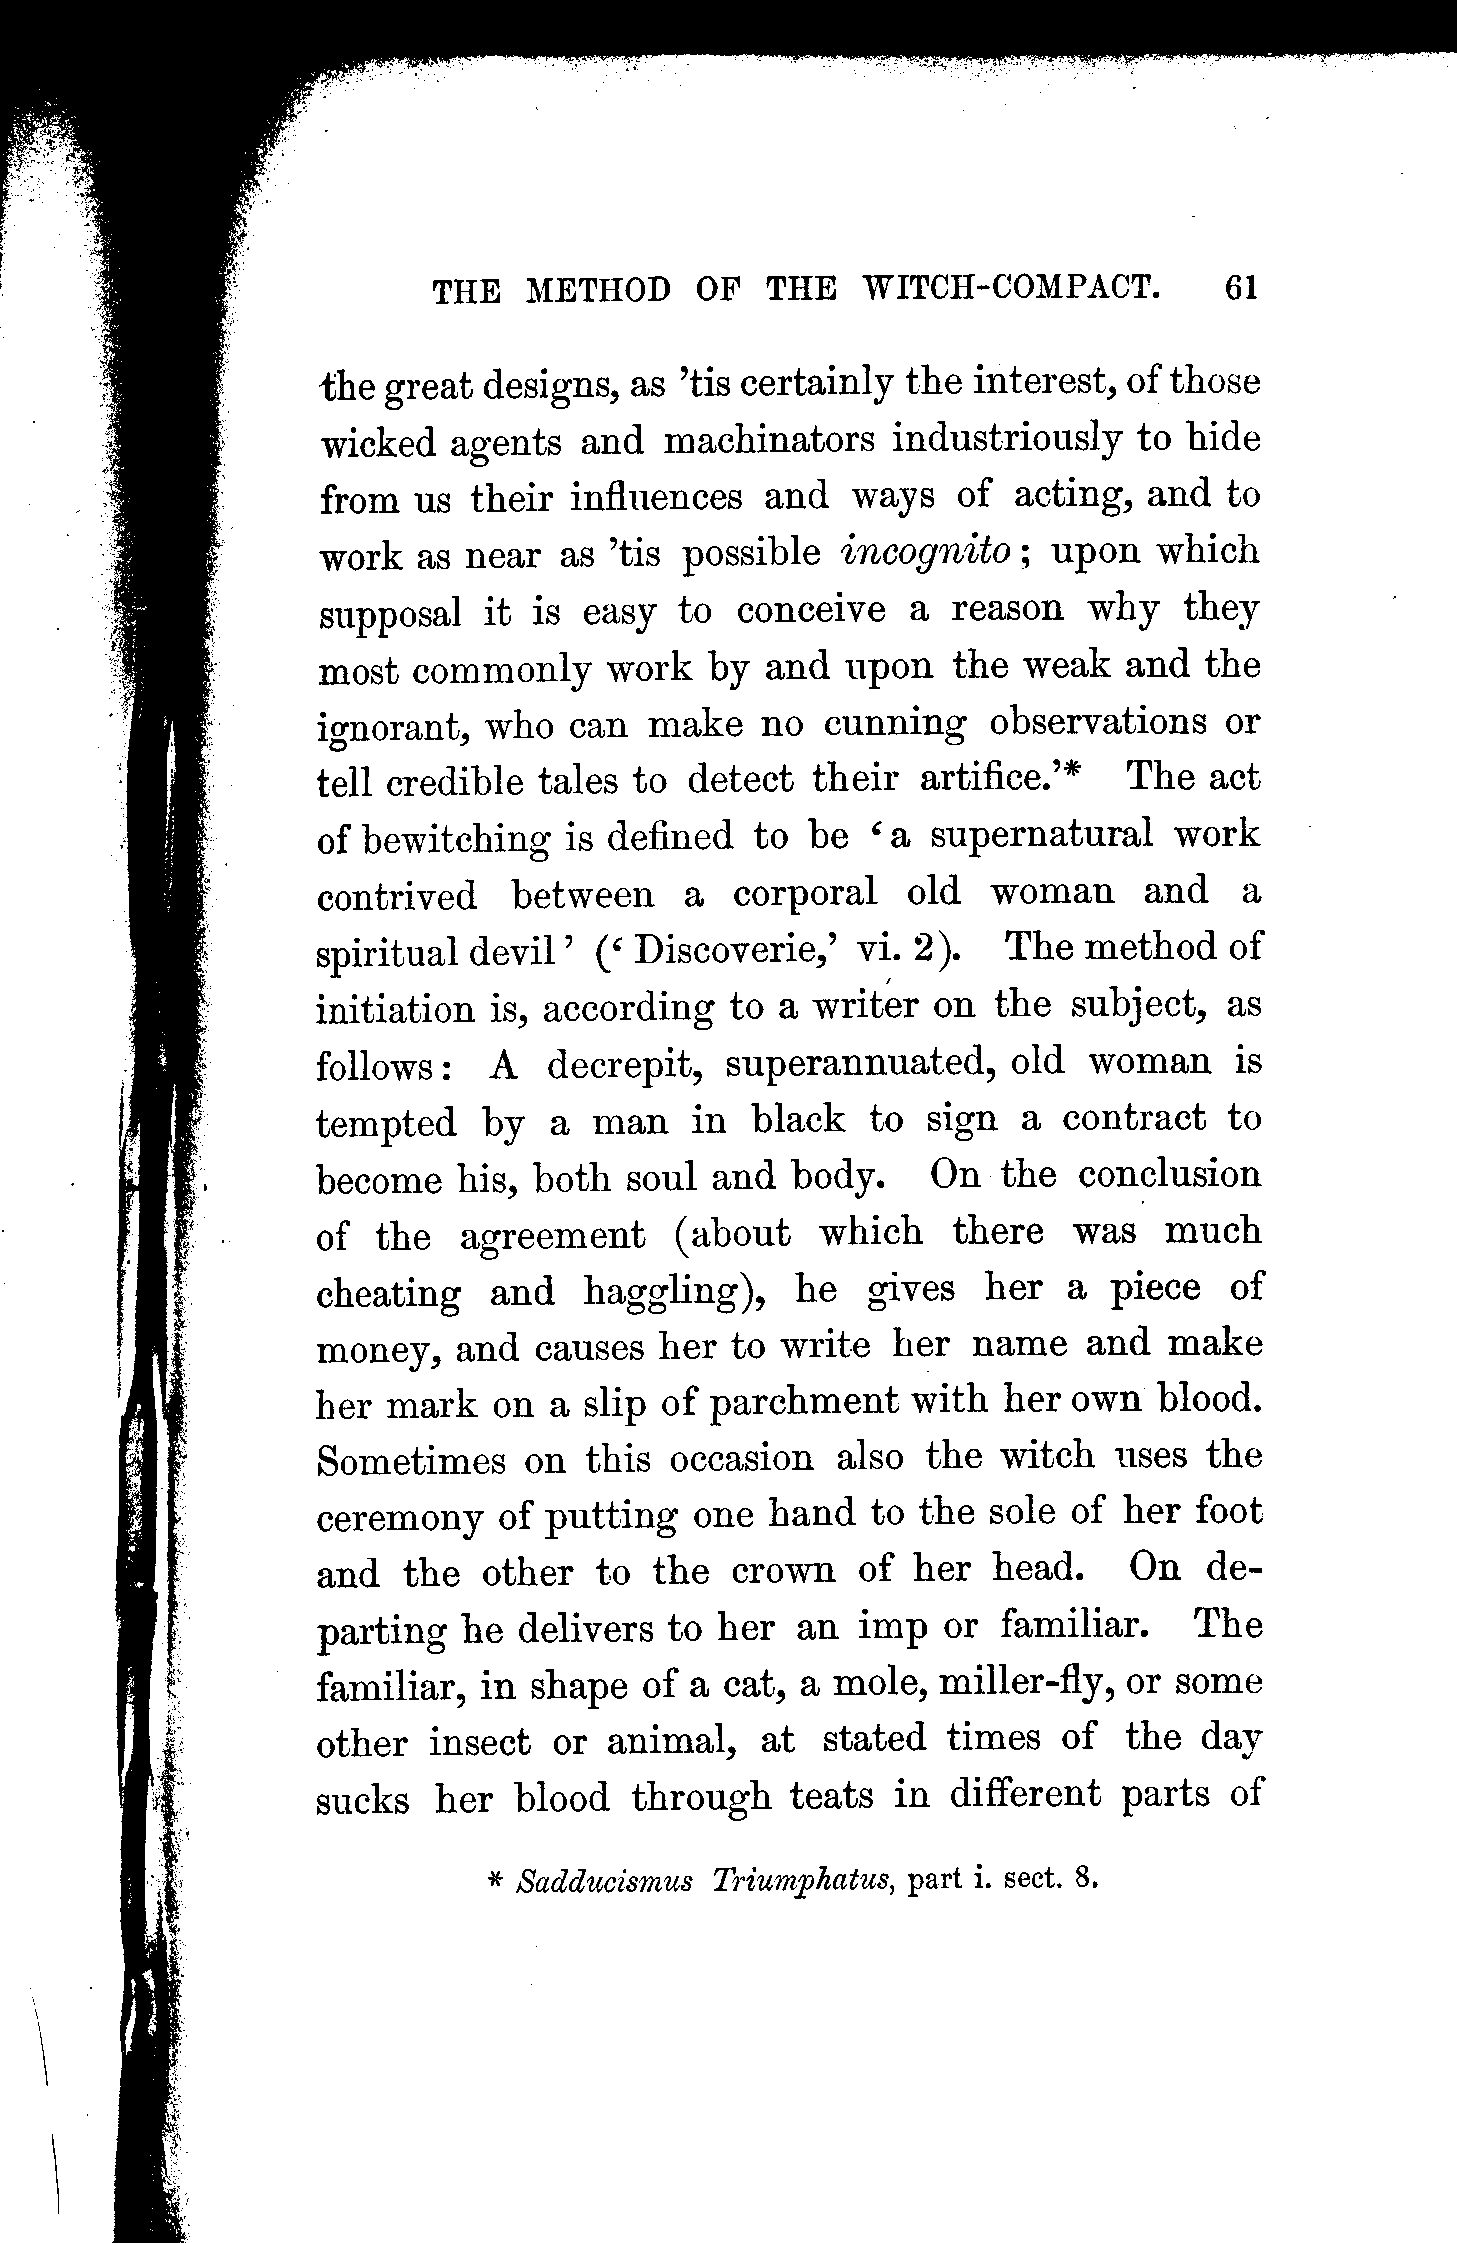 THE METHOD OF THE WITCH-COMPACT. 61
the great designs, as 'tis certainly the interest, of those
wicked agents and machinators industriously to hide
from us their influences and ways of acting, and to
work as near as 'tis possible incognito; upon which
supposal it is easy to conceive a reason why they
most commonly work by and upon the weak and the
ignorant, who can make no cunning observations or
tell credible tales to detect their artifice.'* The act
of bewitching is defined to be ‘a supernatural work
contrived between a corporal old woman and a
spiritual devil’ (‘Discoverie,’ vi. 2). The method of
initiation is, according to a writer on the subject, as
follows: A decrepit, superannuated, old woman is
tempted by a man in black to sign a contract to
become his, both soul and body. On the conclusion
of the agreement (about which there was much
cheating and haggling), he gives her a piece of
money, and causes her to write her name and make
her mark on a slip of parchment with her own blood.
Sometimes on this occasion also the witch uses the
ceremony of putting one hand to the sole of her foot
and the other to the crown of her head. On de-
parting he delivers to her an imp or familiar. The
familiar, in shape of a cat, a mole, miller-fly, or some
other insect or animal, at stated times of the day
sucks her blood through teats in different parts of
* Sadducismus Triumphatus, part i. sect. 8.